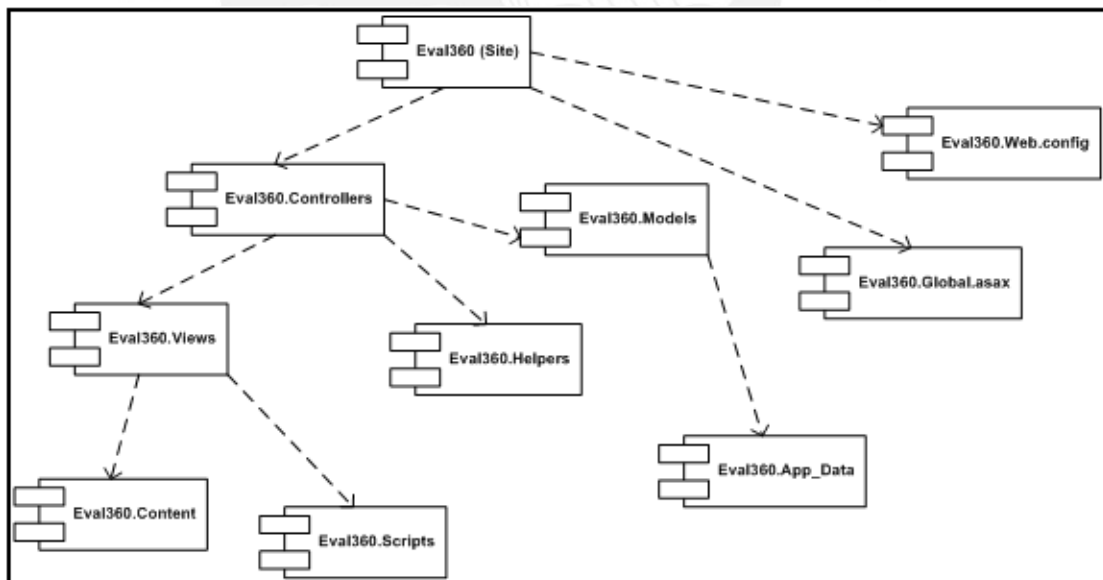 Eval360 (Site)
Eval360.Web.config
Eval360.Controllers
Eval360.Models
Eval360.Global.asax
Eval360.Views
Eval360.Helpers
Eval360.App_Data
Eval360.Content
Eval360.Scripts